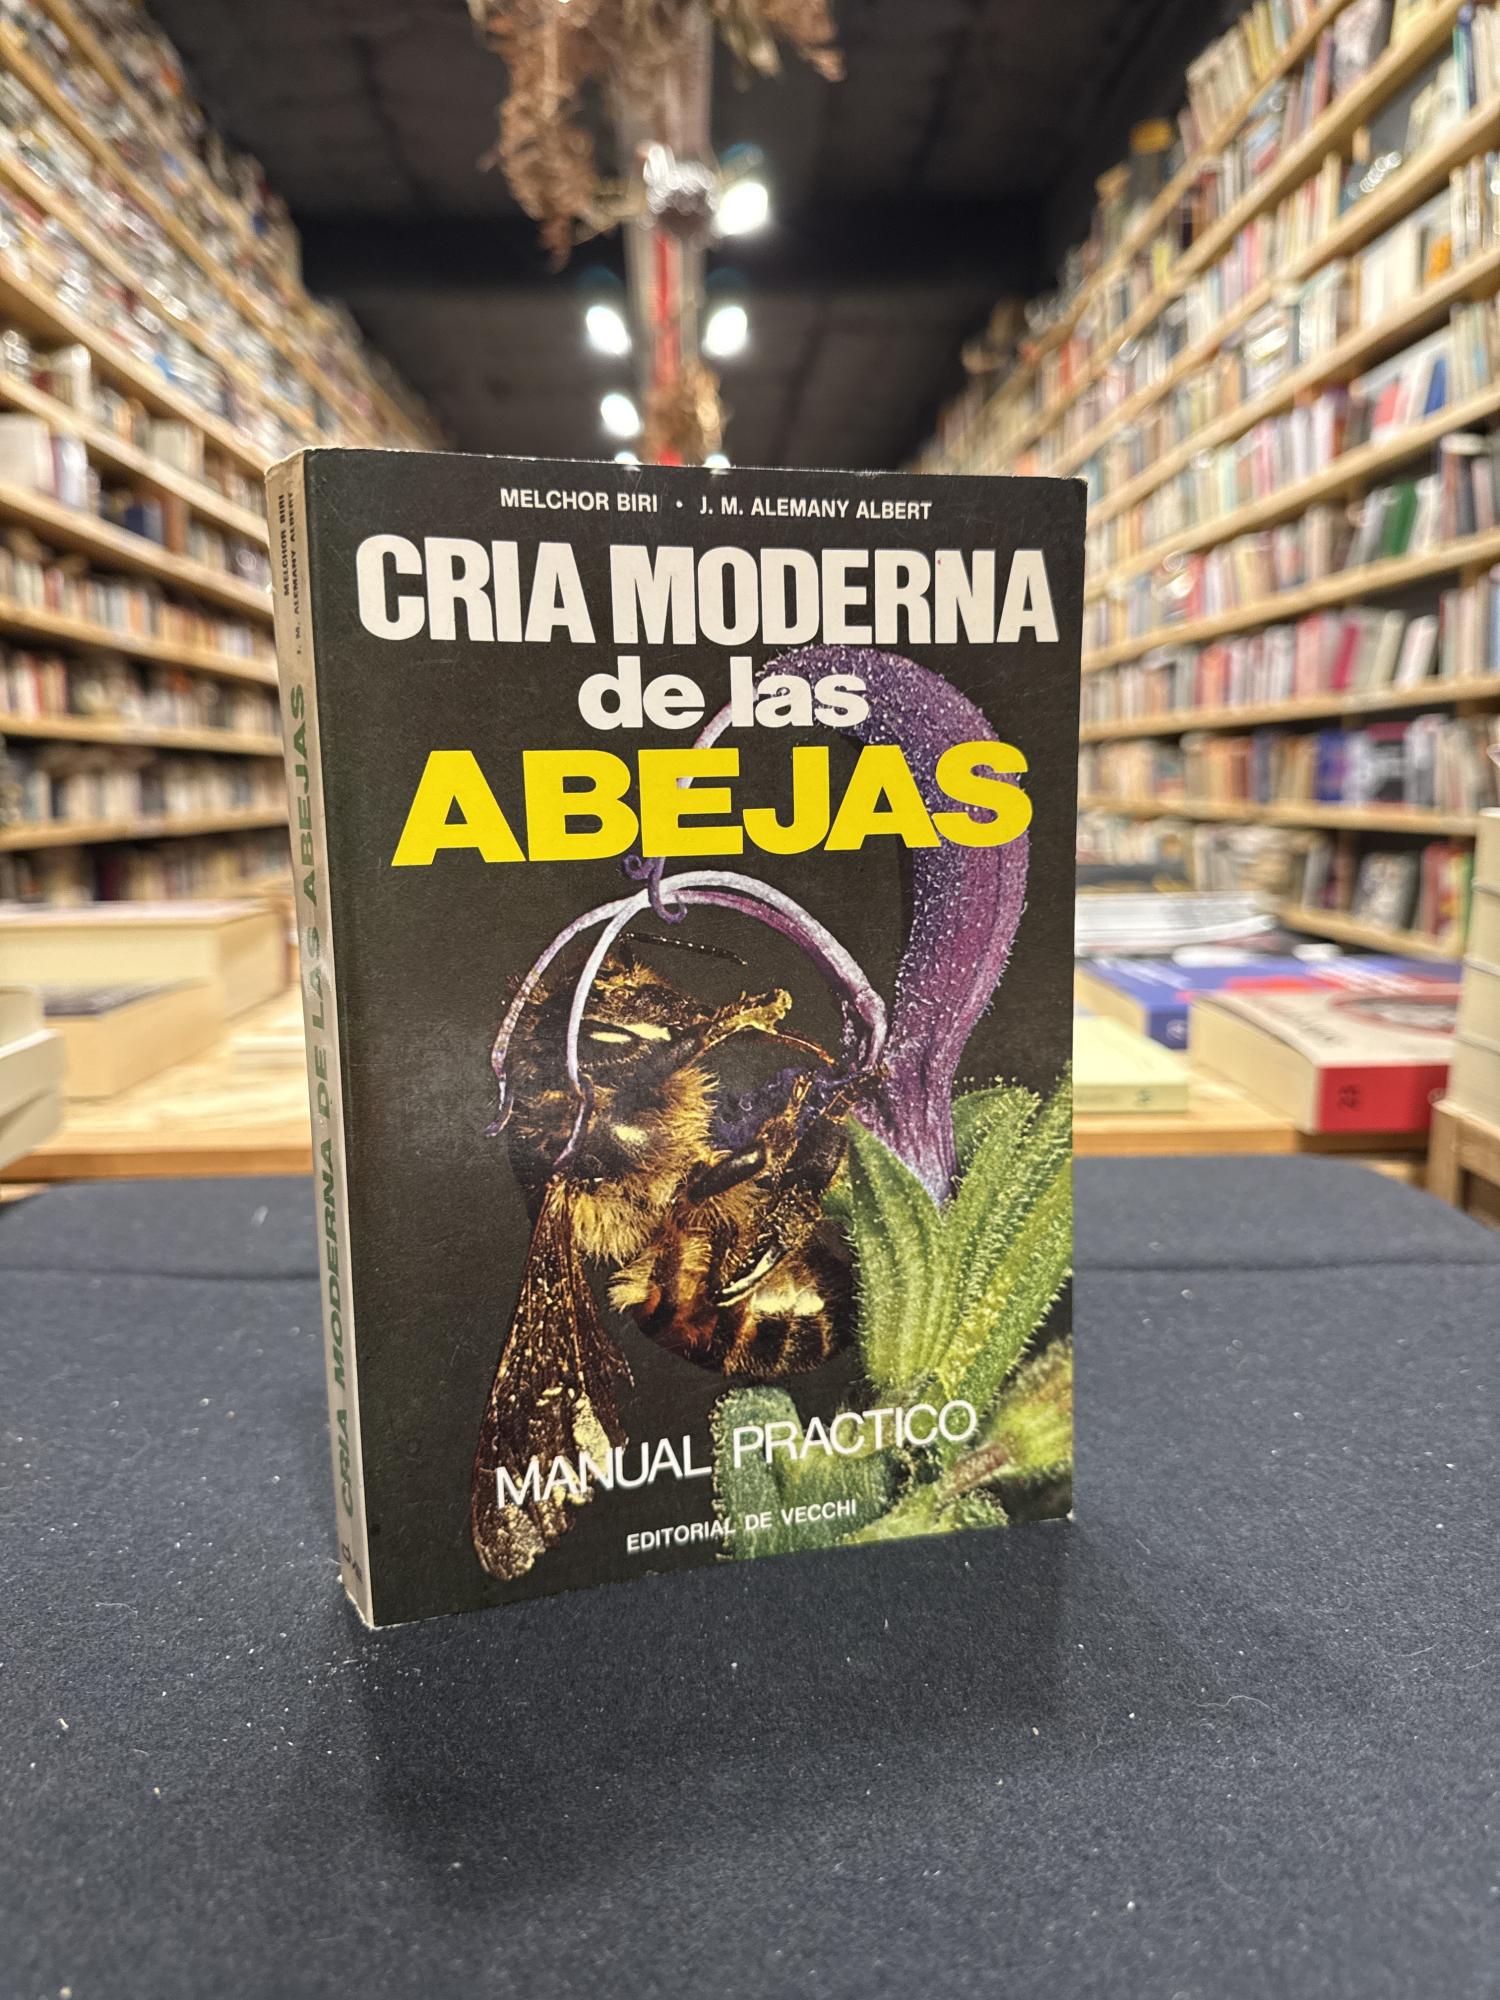 MELCHOR BIRI • J. M. ALEMANY ALBERT
CRIA MODERNA
de las
ABEJAS
MANUAL PRACTICO
EDITORIAL DE VECCHI
MELCHOR BIRI
J. M. ALEMANY ALBERT
CRIA MODERNA DE LAS ABEJAS